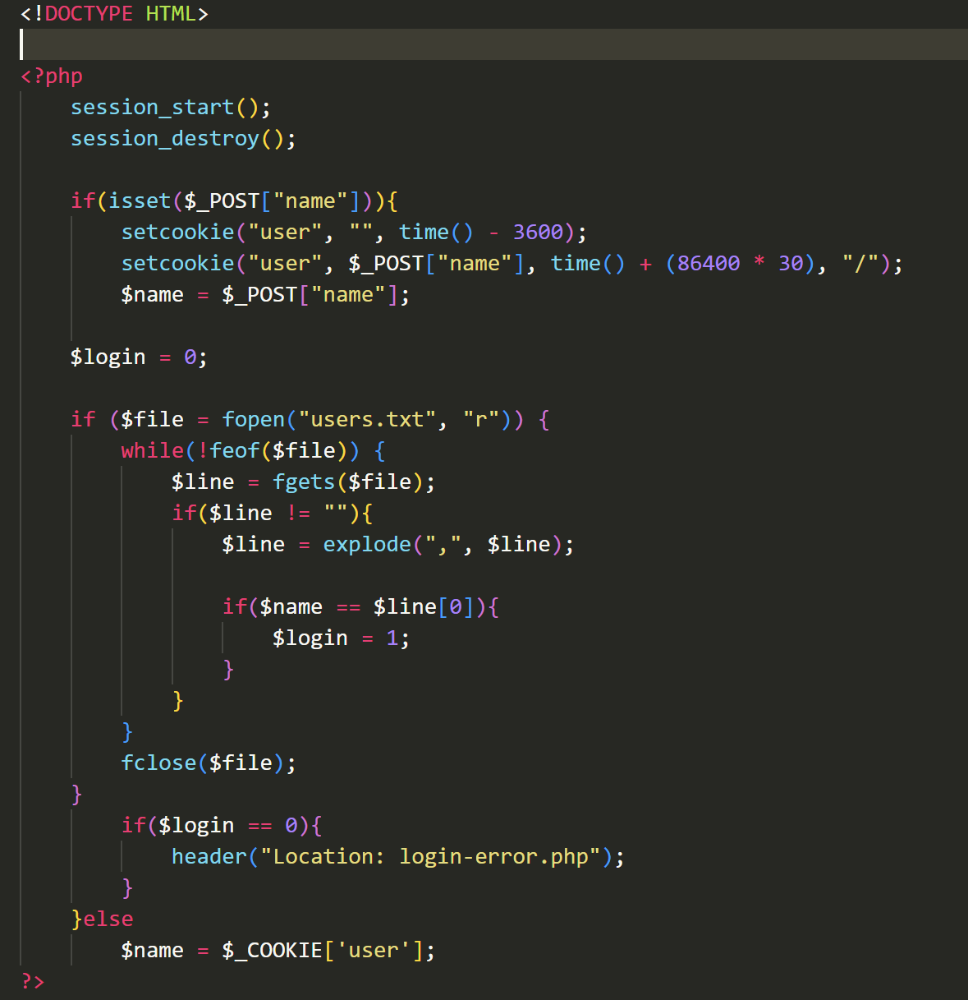 <!DOCTYPE HTML>
<?php
session_start();
session_destroy();
if(isset($_POST["name"])){
setcookie("user", "", time() - 3600);
setcookie("user", $_POST["name"], time() + (86400 * 30), "/");
$name = $_POST["name"];
$login = 0;
if ($file = fopen("users.txt", "r")) {
while(!feof($file)) {
$line = fgets($file);
if($line != ""){
$line = explode(",", $line);
if($name == $line[0]){
$login = 1;
}
}
}
fclose($file);
}
if($login == 0){
header("Location: login-error.php");
}
}else
$name = $_COOKIE['user'];
?>